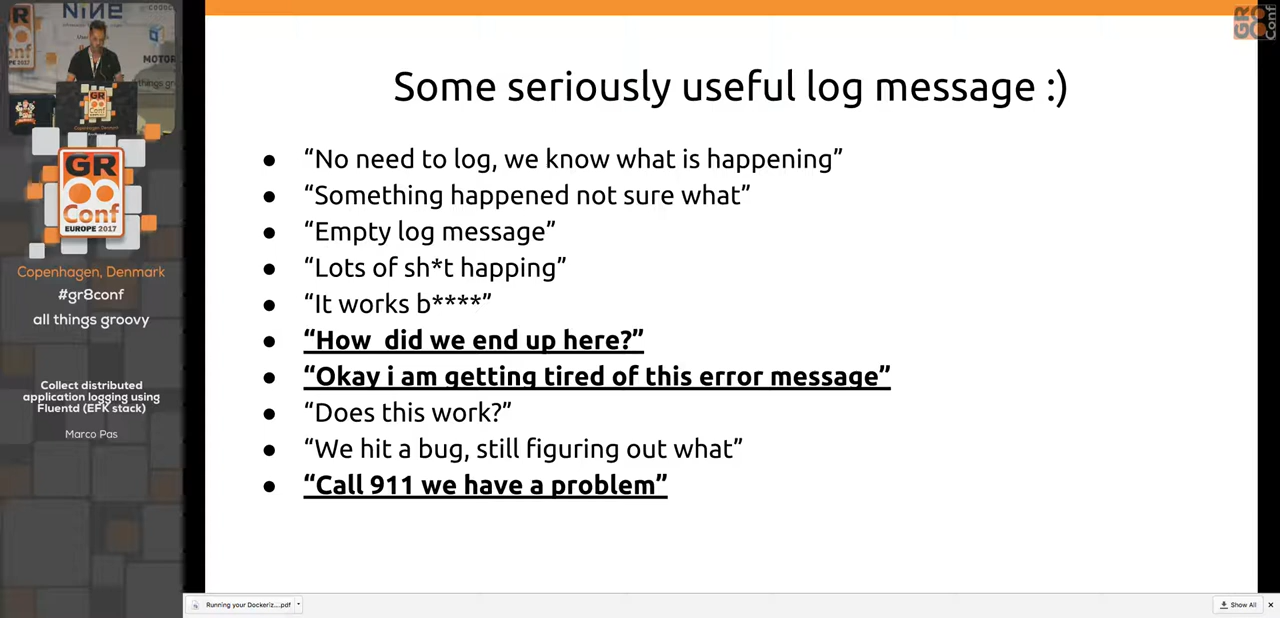 NINE
GR
Conf
EUROPE 2017
Copenhagen, Denmark
#gr8conf
all things groovy
Collect distributed
application logging using
Fluentd (EFK stack)
Marco Pas
Some seriously useful log message :)
● “No need to log, we know what is happening”
● “Something happened not sure what”
● “Empty log message”
● “Lots of sh*t happing”
● “It works b****”
● “How  did we end up here?”
● “Okay i am getting tired of this error message”
● “Does this work?”
● “We hit a bug, still figuring out what”
● “Call 911 we have a problem”
GR
Conf
Running your Dockeriz....pdf
Show All